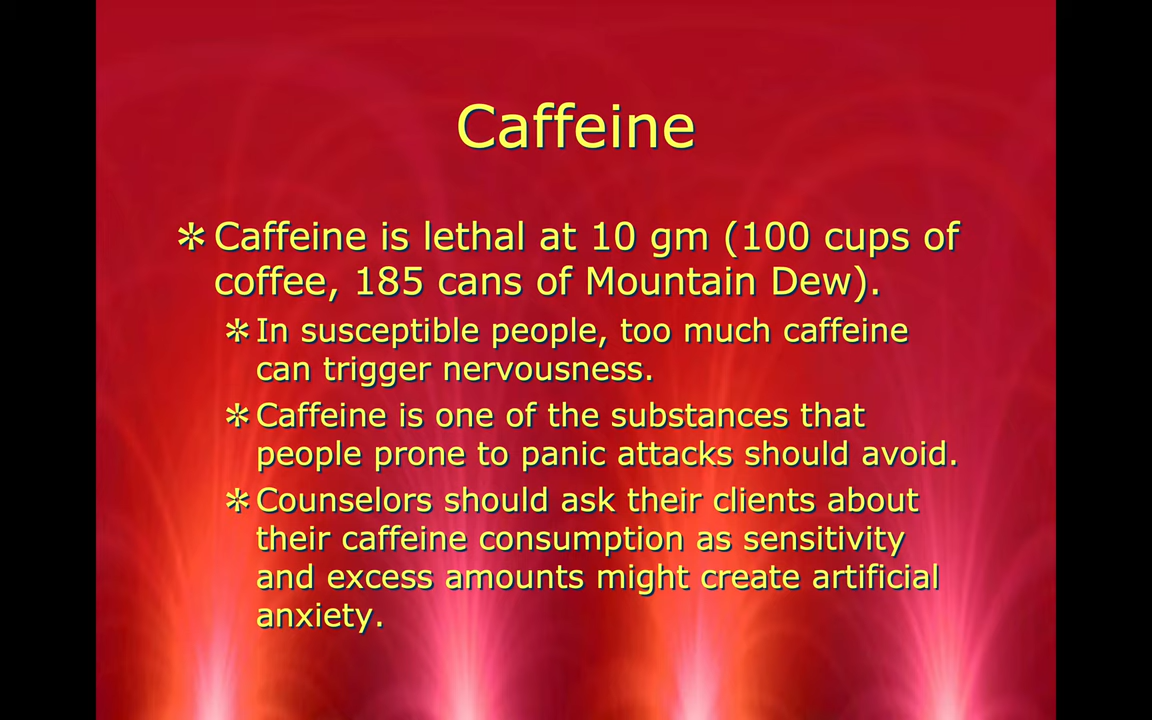 Caffeine
✲ Caffeine is lethal at 10 gm (100 cups of
coffee, 185 cans of Mountain Dew).
✲ In susceptible people, too much caffeine
can trigger nervousness.
✲ Caffeine is one of the substances that
people prone to panic attacks should avoid.
✲ Counselors should ask their clients about
their caffeine consumption as sensitivity
and excess amounts might create artificial
anxiety.